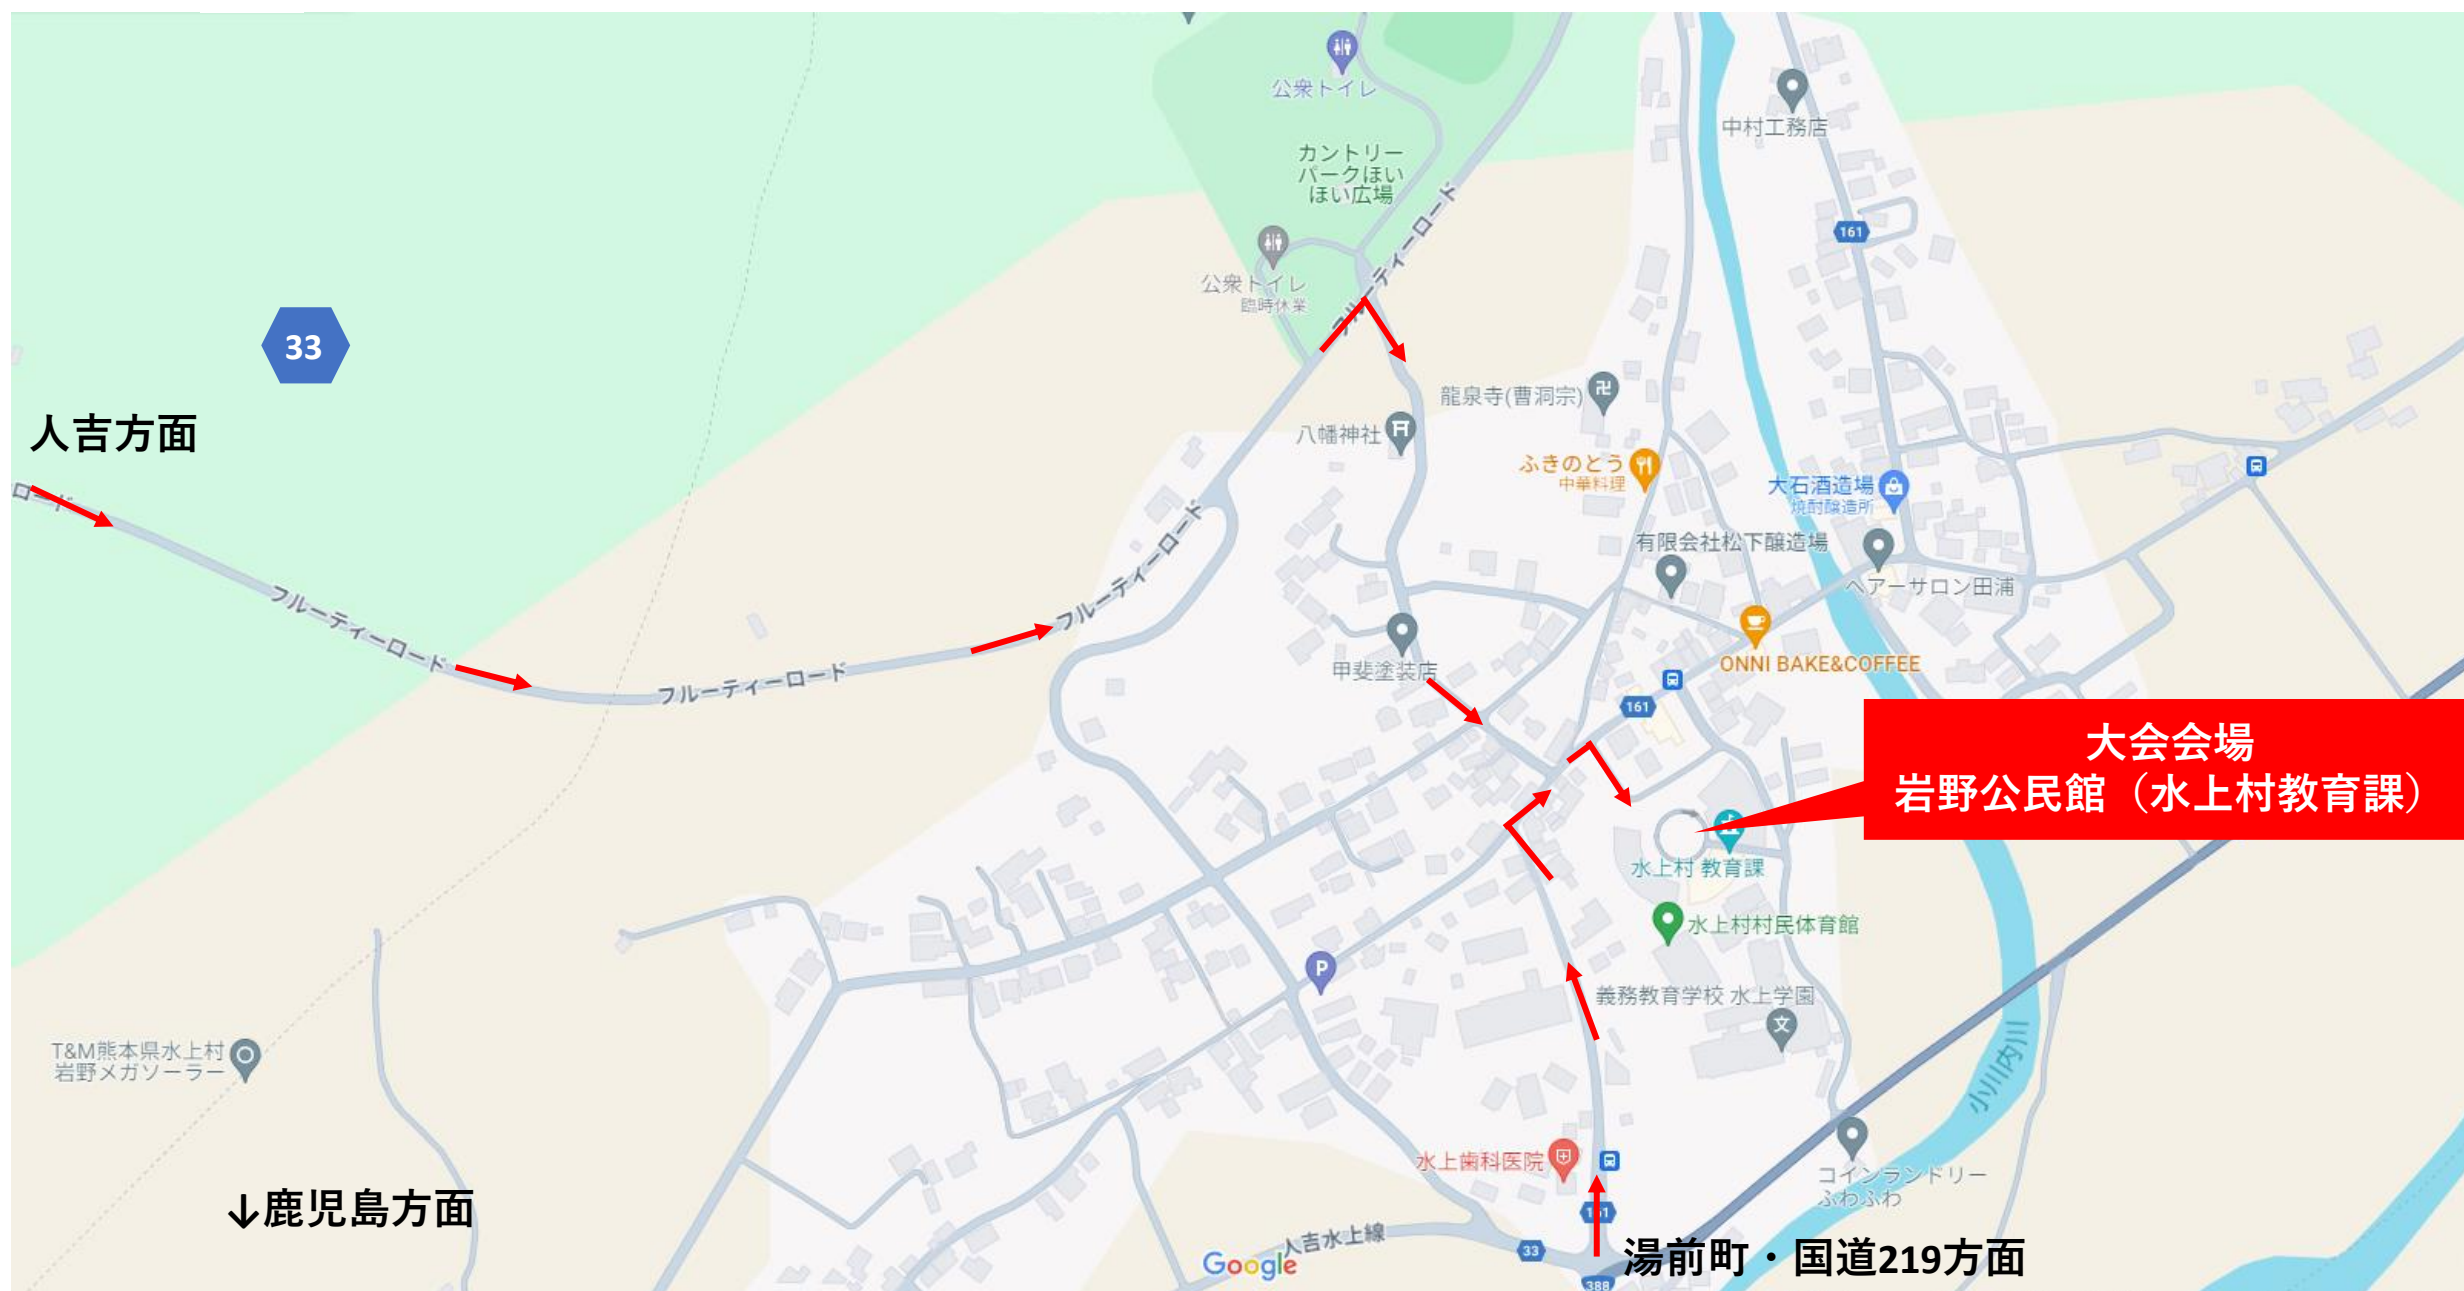 公衆トイレ
カントリー
パークほい
ほい広場
中村工務店
161
公衆トイレ
臨時休業
フルーティーロード
33
人吉方面
龍泉寺(曹洞宗)
八幡神社
ふきのとう
中華料理
大石酒造場
焼酎醸造所
ロード
有限会社松下醸造場
ヘアーサロン田浦
フルーティーロード
フルーティーロード
フルーティーロード
甲斐塗装店
ONNI BAKE&COFFEE
161
大会会場
岩野公民館（水上村教育課）
水上村 教育課
水上村村民体育館
P
義務教育学校 水上学園
文
T&M熊本県水上村
岩野メガソーラー
小川内川
水上歯科医院
コインランドリー
ふわふわ
↓鹿児島方面
161
人吉水上線
33
湯前町・国道219方面
Google
388